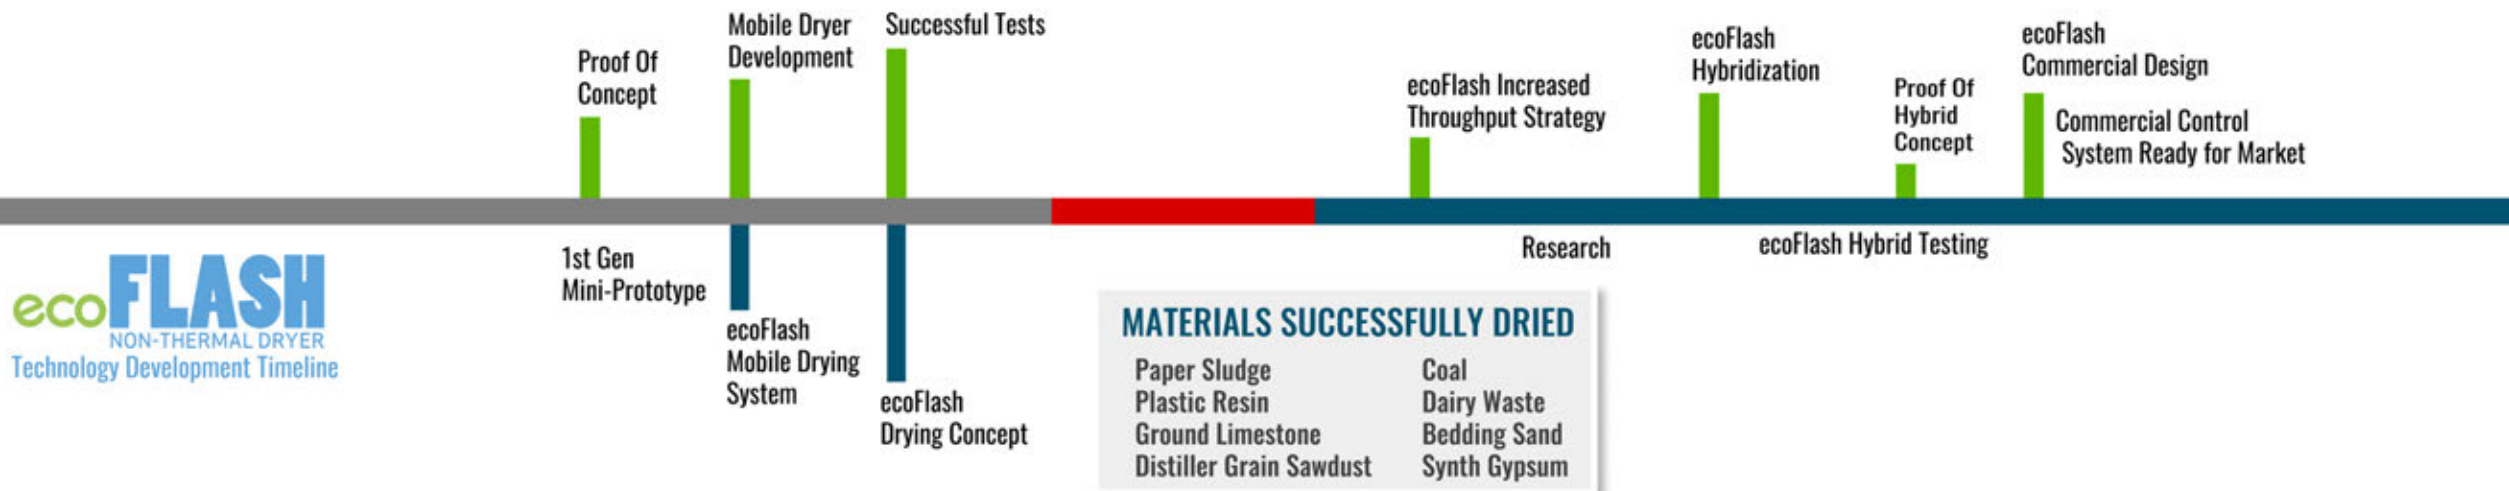 Proof Of
Concept
Mobile Dryer
Development
Successful Tests
ecoFlash Increased
Throughput Strategy
ecoFlash
Hybridization
Proof Of
Hybrid
Concept
ecoFlash
Commercial Design
Commercial Control
System Ready for Market
1st Gen
Mini-Prototype
ecoFlash
Mobile Drying
System
ecoFlash
Drying Concept
Research
ecoFlash Hybrid Testing
ecoFLASH
NON-THERMAL DRYER
Technology Development Timeline
MATERIALS SUCCESSFULLY DRIED
Paper Sludge
Plastic Resin
Ground Limestone
Distiller Grain Sawdust
Coal
Dairy Waste
Bedding Sand
Synth Gypsum